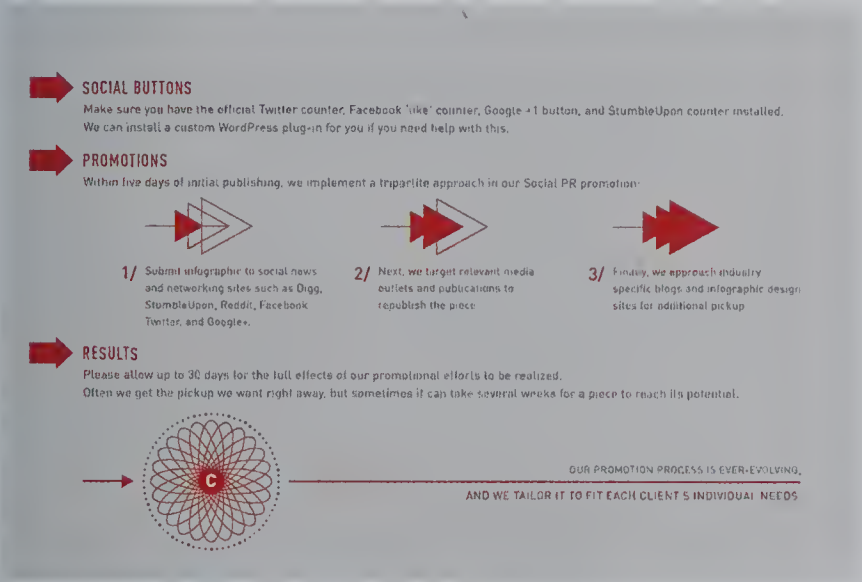 SOCIAL BUTTONS
Make sure you have the official Twitter counter, Facebook 'like' counter, Google +1 button, and StumbleUpon counter installed.
We can install a custom WordPress plug-in for you if you need help with this.
PROMOTIONS
Within five days of initial publishing, we implement a tripartite approach in our Social PR promotion:
1/ Submit infographic to social news
and networking sites such as Digg,
StumbleUpon, Reddit, Facebook
Twitter, and Google+.
2/ Next, we target relevant media
outlets and publications to
republish the piece
3/ Finally, we approach industry
specific blogs and infographic design
sites for additional pickup
RESULTS
Please allow up to 30 days for the full effects of our promotional efforts to be realized.
Often we get the pickup we want right away, but sometimes it can take several weeks for a piece to reach its potential.
C
OUR PROMOTION PROCESS IS EVER-EVOLVING,
AND WE TAILOR IT TO FIT EACH CLIENT'S INDIVIDUAL NEEDS